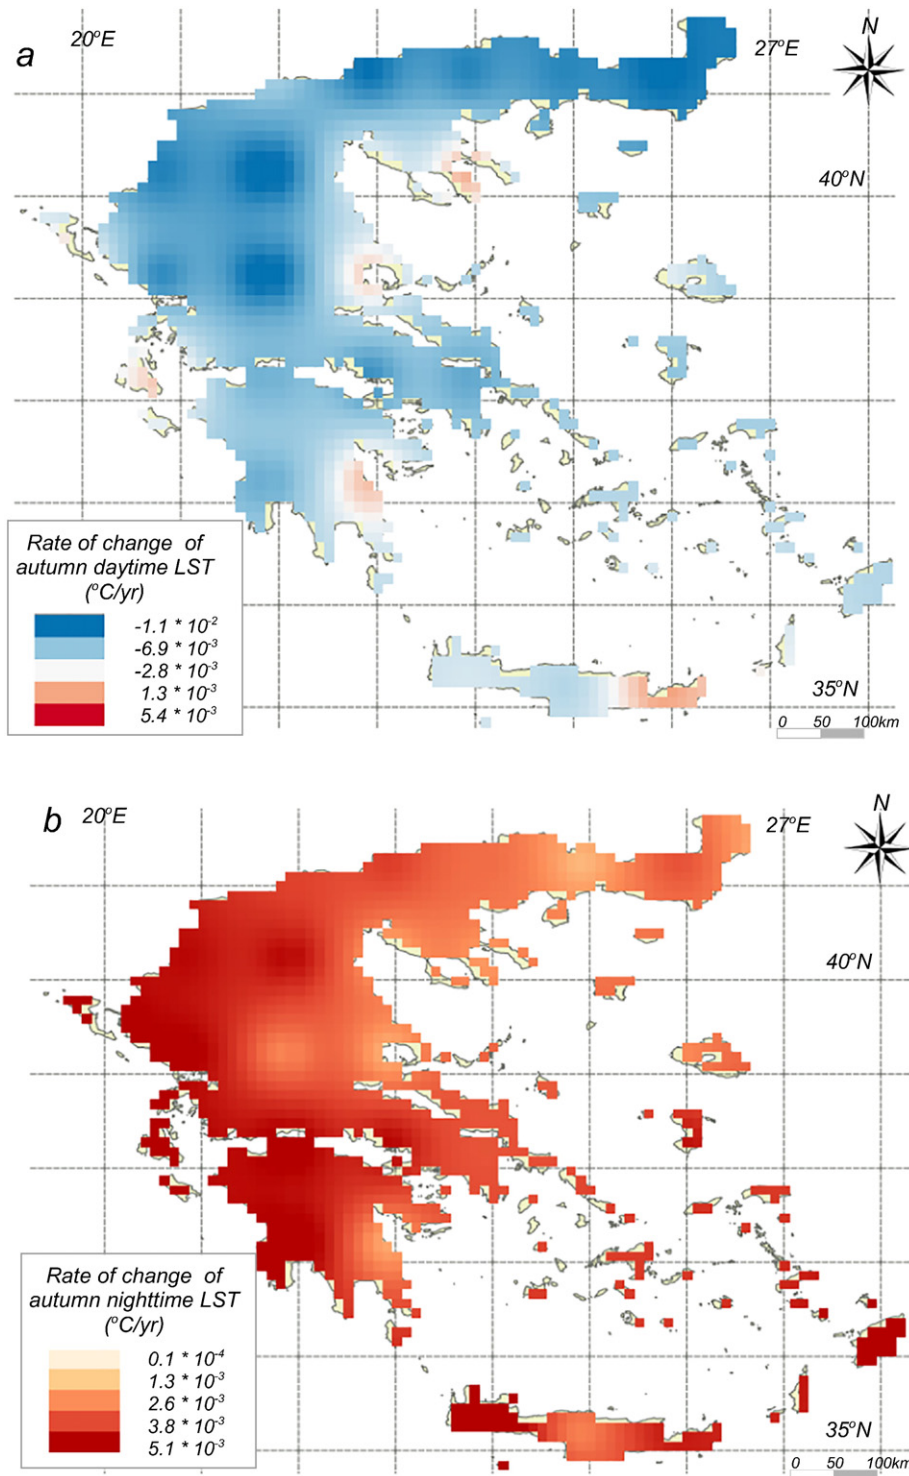 a
20°E
27°E
N
40°N
Rate of change of
autumn daytime LST
(°C/yr)
-1.1 * 10⁻²
-6.9 * 10⁻³
-2.8 * 10⁻³
1.3 * 10⁻³
5.4 * 10⁻³
35°N
0 50 100km
b
20°E
27°E
N
40°N
Rate of change of
autumn nighttime LST
(°C/yr)
0.1 * 10⁻⁴
1.3 * 10⁻³
2.6 * 10⁻³
3.8 * 10⁻³
5.1 * 10⁻³
35°N
0 50 100km